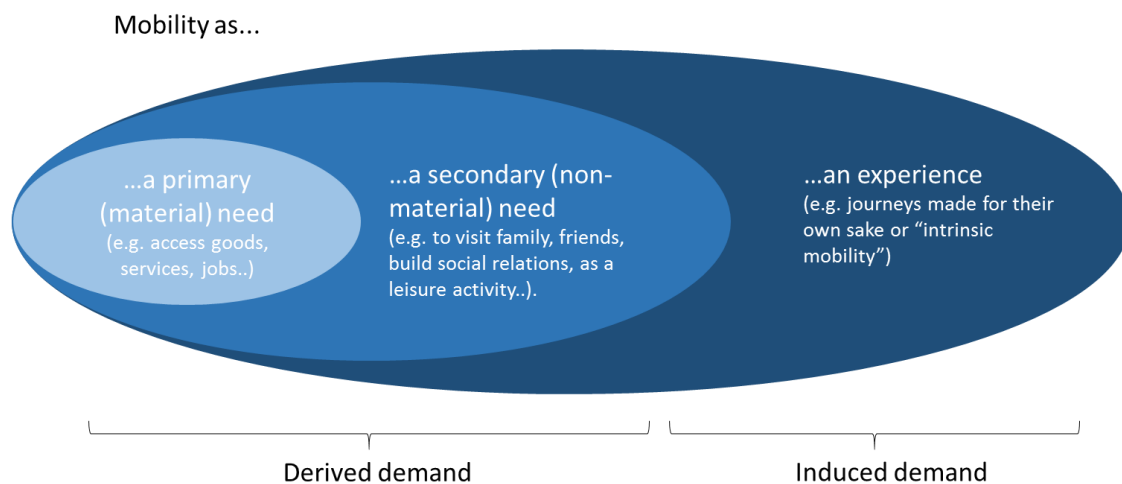 Mobility as...
...a primary
(material) need
(e.g. access goods,
services, jobs..)
...a secondary (non-
material) need
(e.g. to visit family, friends,
build social relations, as a
leisure activity..).
...an experience
(e.g. journeys made for their
own sake or “intrinsic
mobility”)
Derived demand
Induced demand